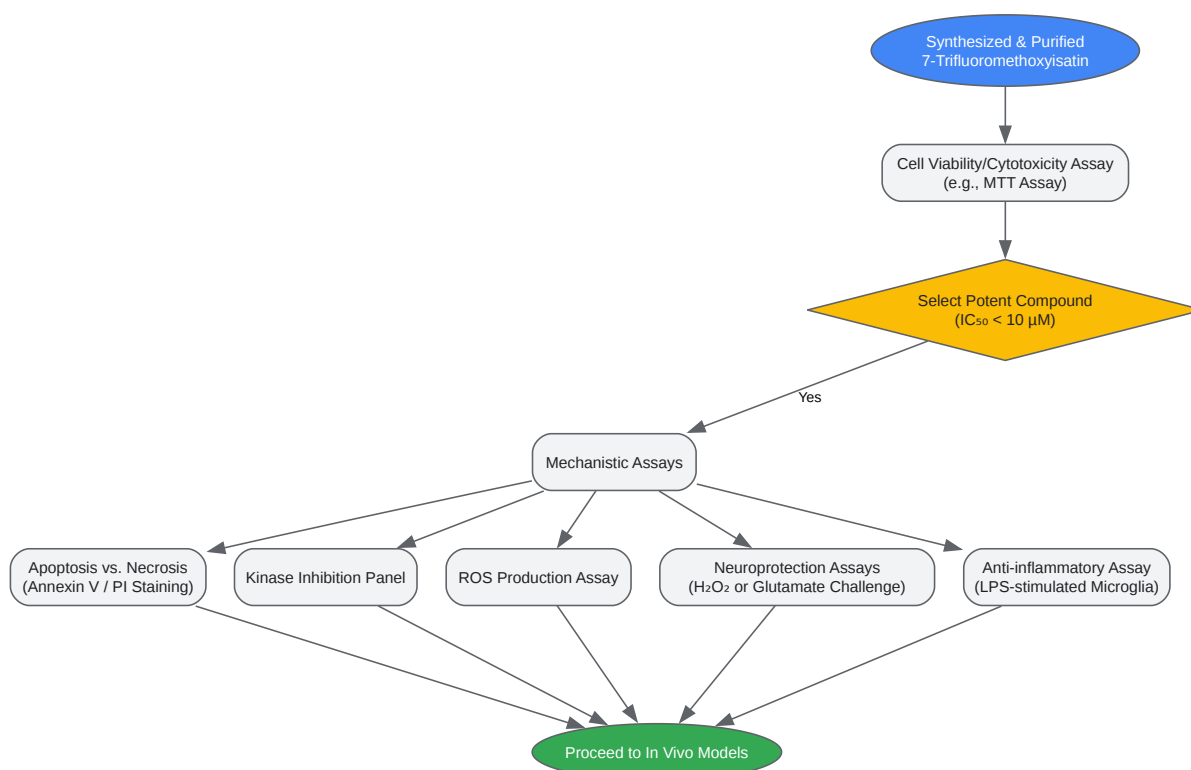 Synthesized & Purified
7-Trifluoromethoxyisatin
Cell Viability/Cytotoxicity Assay
(e.g., MTT Assay)
Select Potent Compound
(IC₅₀ < 10 µM)
Yes
Mechanistic Assays
Apoptosis vs. Necrosis
(Annexin V / PI Staining)
Kinase Inhibition Panel
ROS Production Assay
Neuroprotection Assays
(H₂O₂ or Glutamate Challenge)
Anti-inflammatory Assay
(LPS-stimulated Microglia)
Proceed to In Vivo Models